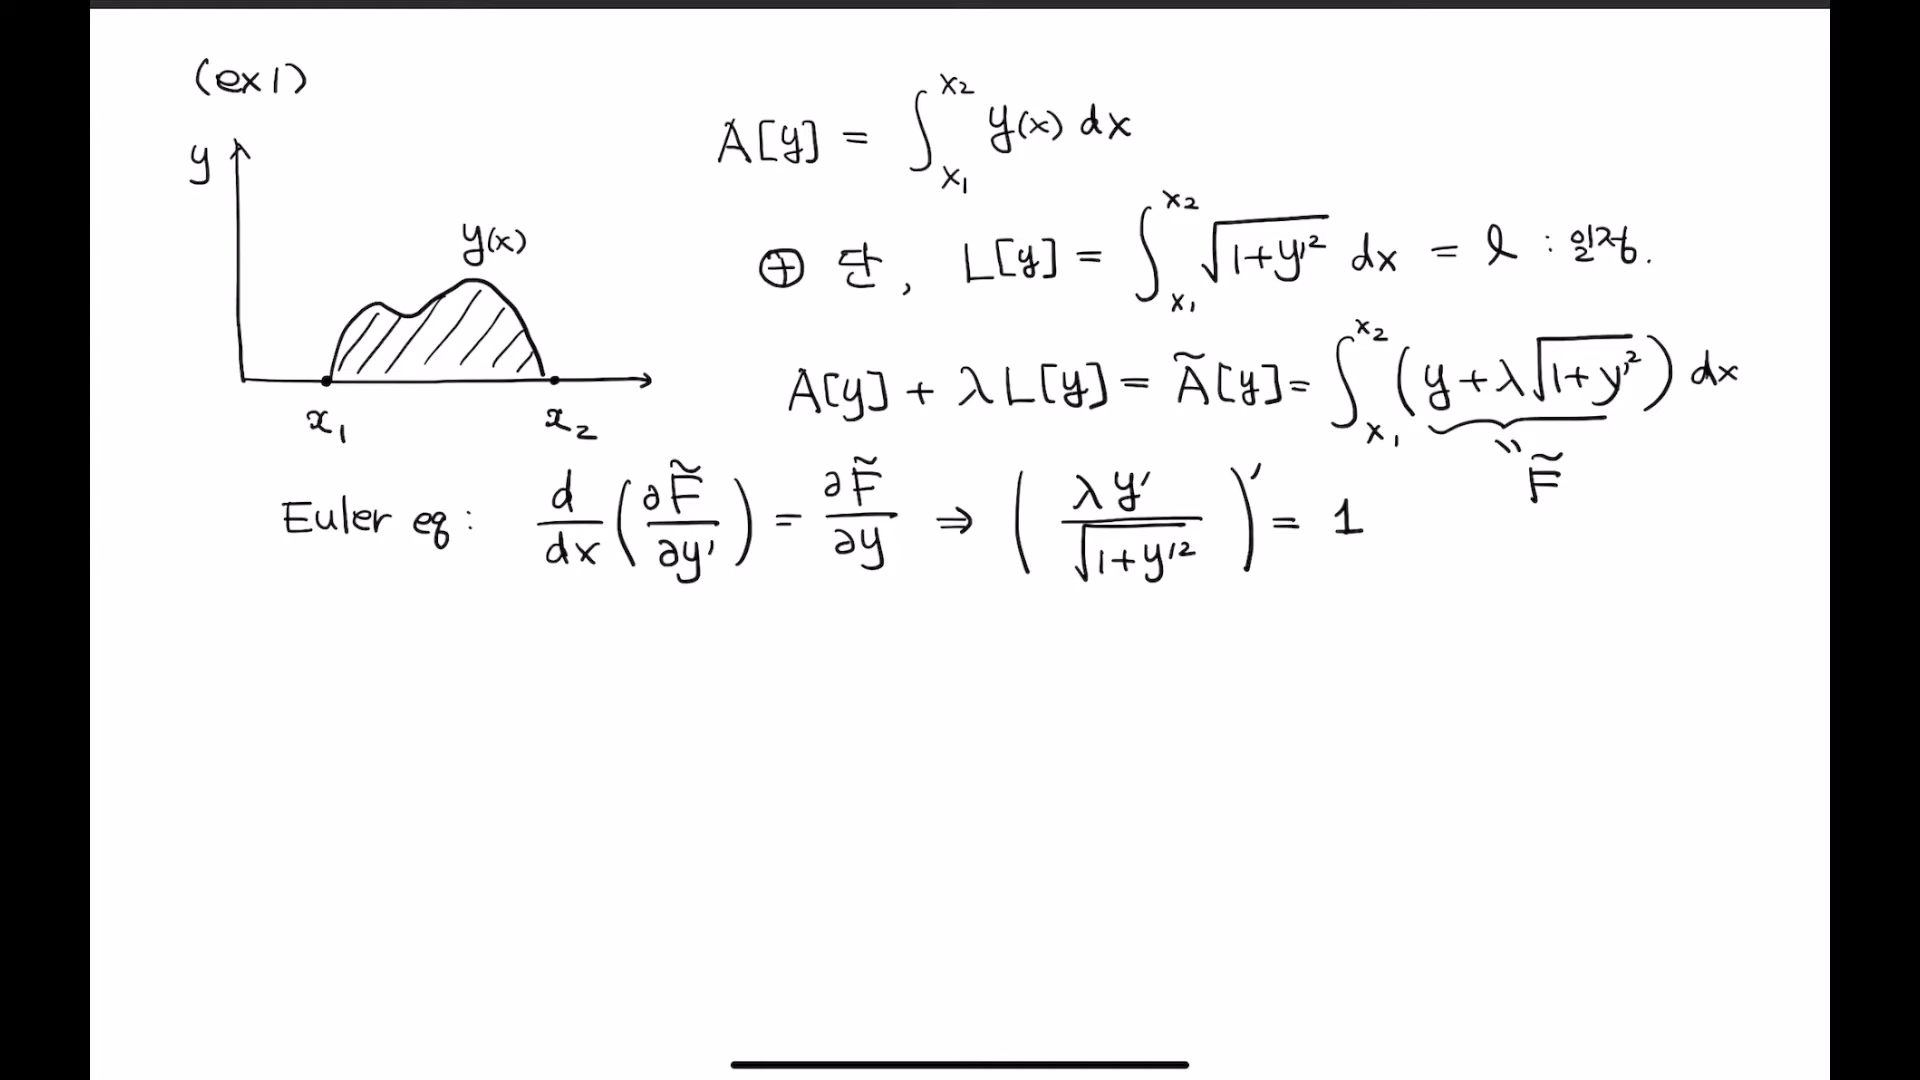 (ex1)
A[y] = ∫_{x₁}^{x₂} y(x) dx
y
y(x)
x₁
x₂
⊕ 단, L[y] = ∫_{x₁}^{x₂} √(1+y'²) dx = l : 일정.
A[y] + λL[y] = Ã[y] = ∫_{x₁}^{x₂} (y + λ√(1+y'²)) dx
" F̃
Euler eq: d/dx (∂F̃/∂y') = ∂F̃/∂y ⇒ (λy'/√(1+y'²))' = 1